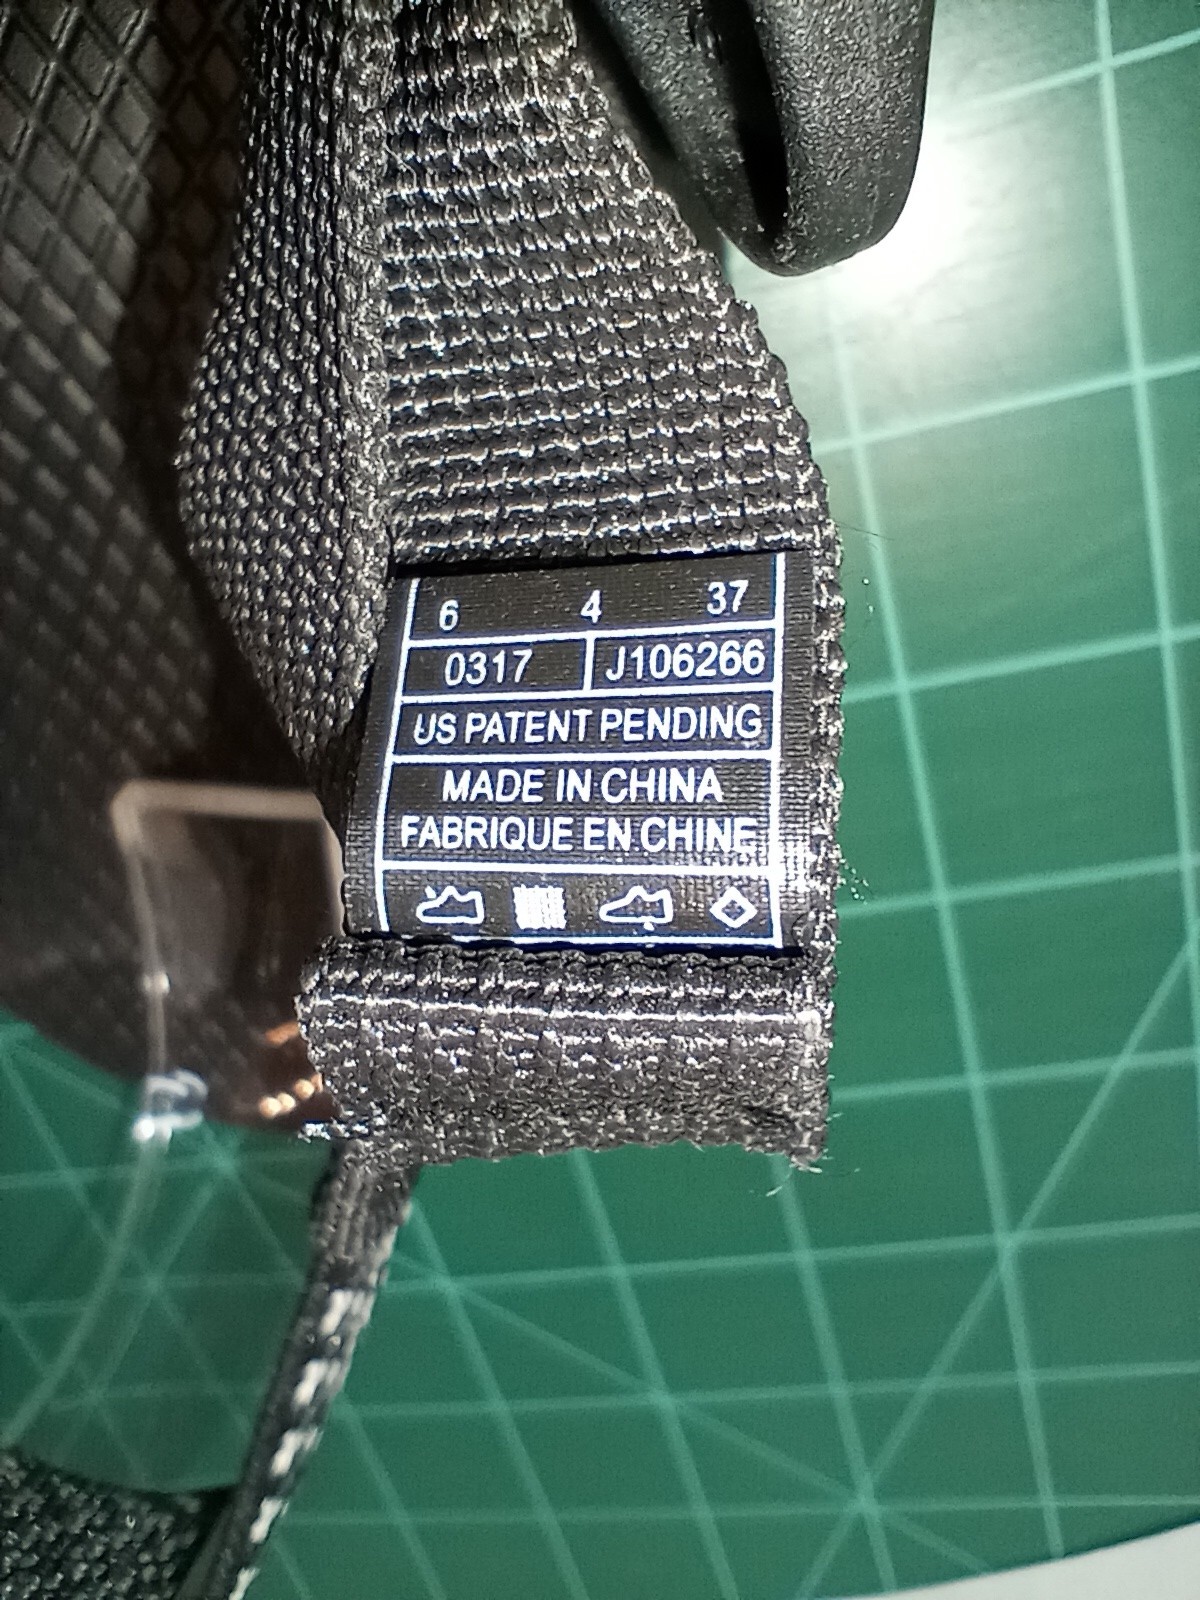 6 4 37
0317 J106266
US PATENT PENDING
MADE IN CHINA
FABRIQUE EN CHINE